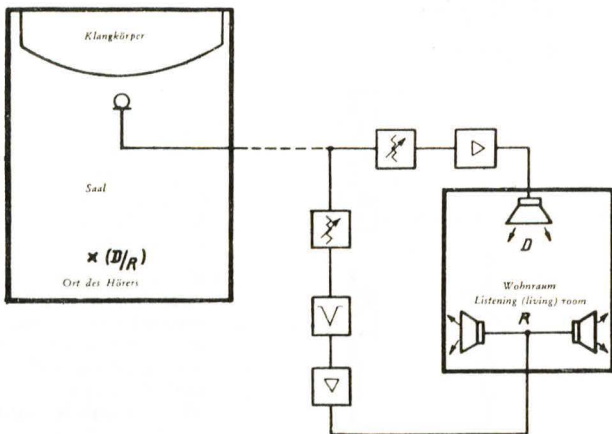 Klangkörper
Saal
× (D/R)
Ort des Hörers
D
Wohnraum
Listening (living) room
R